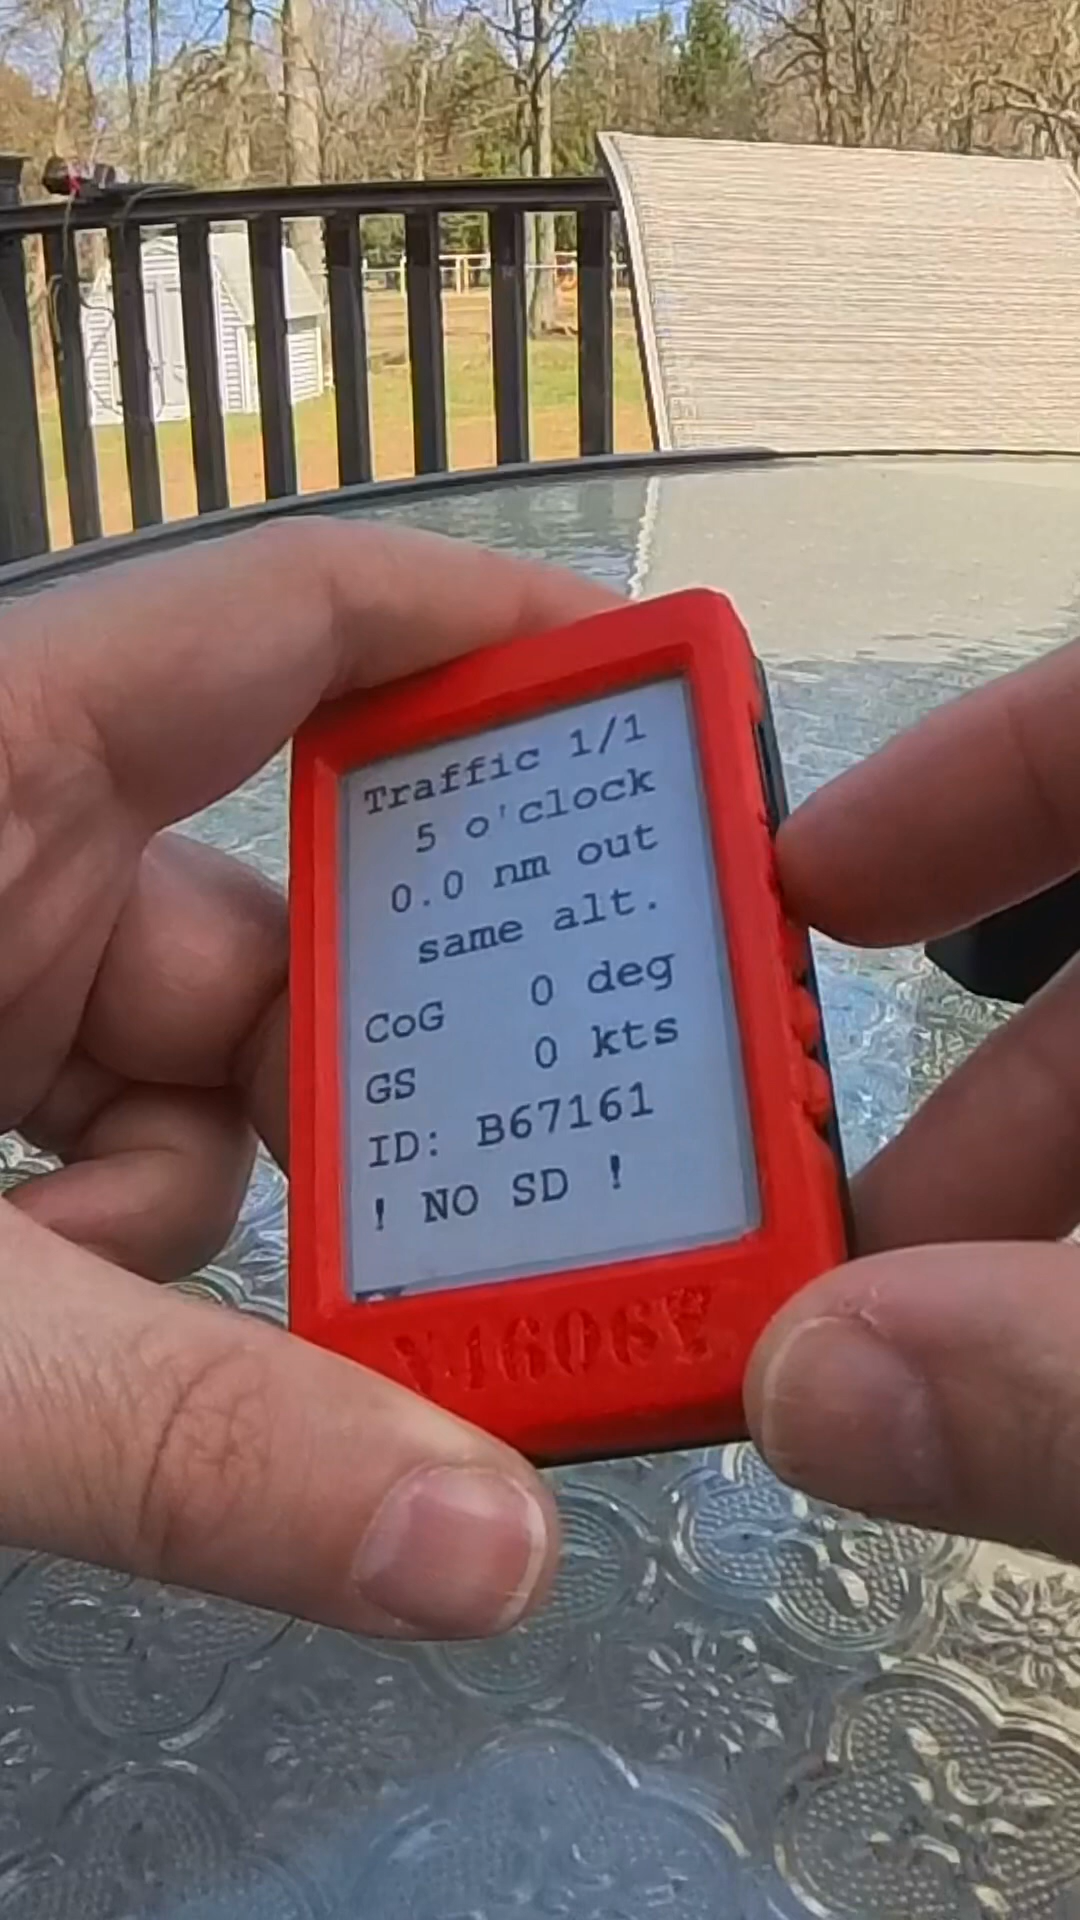 Traffic 1/1
5 o'clock
0.0 nm out
same alt.
CoG 0 deg
GS 0 kts
ID: B67161
! NO SD !